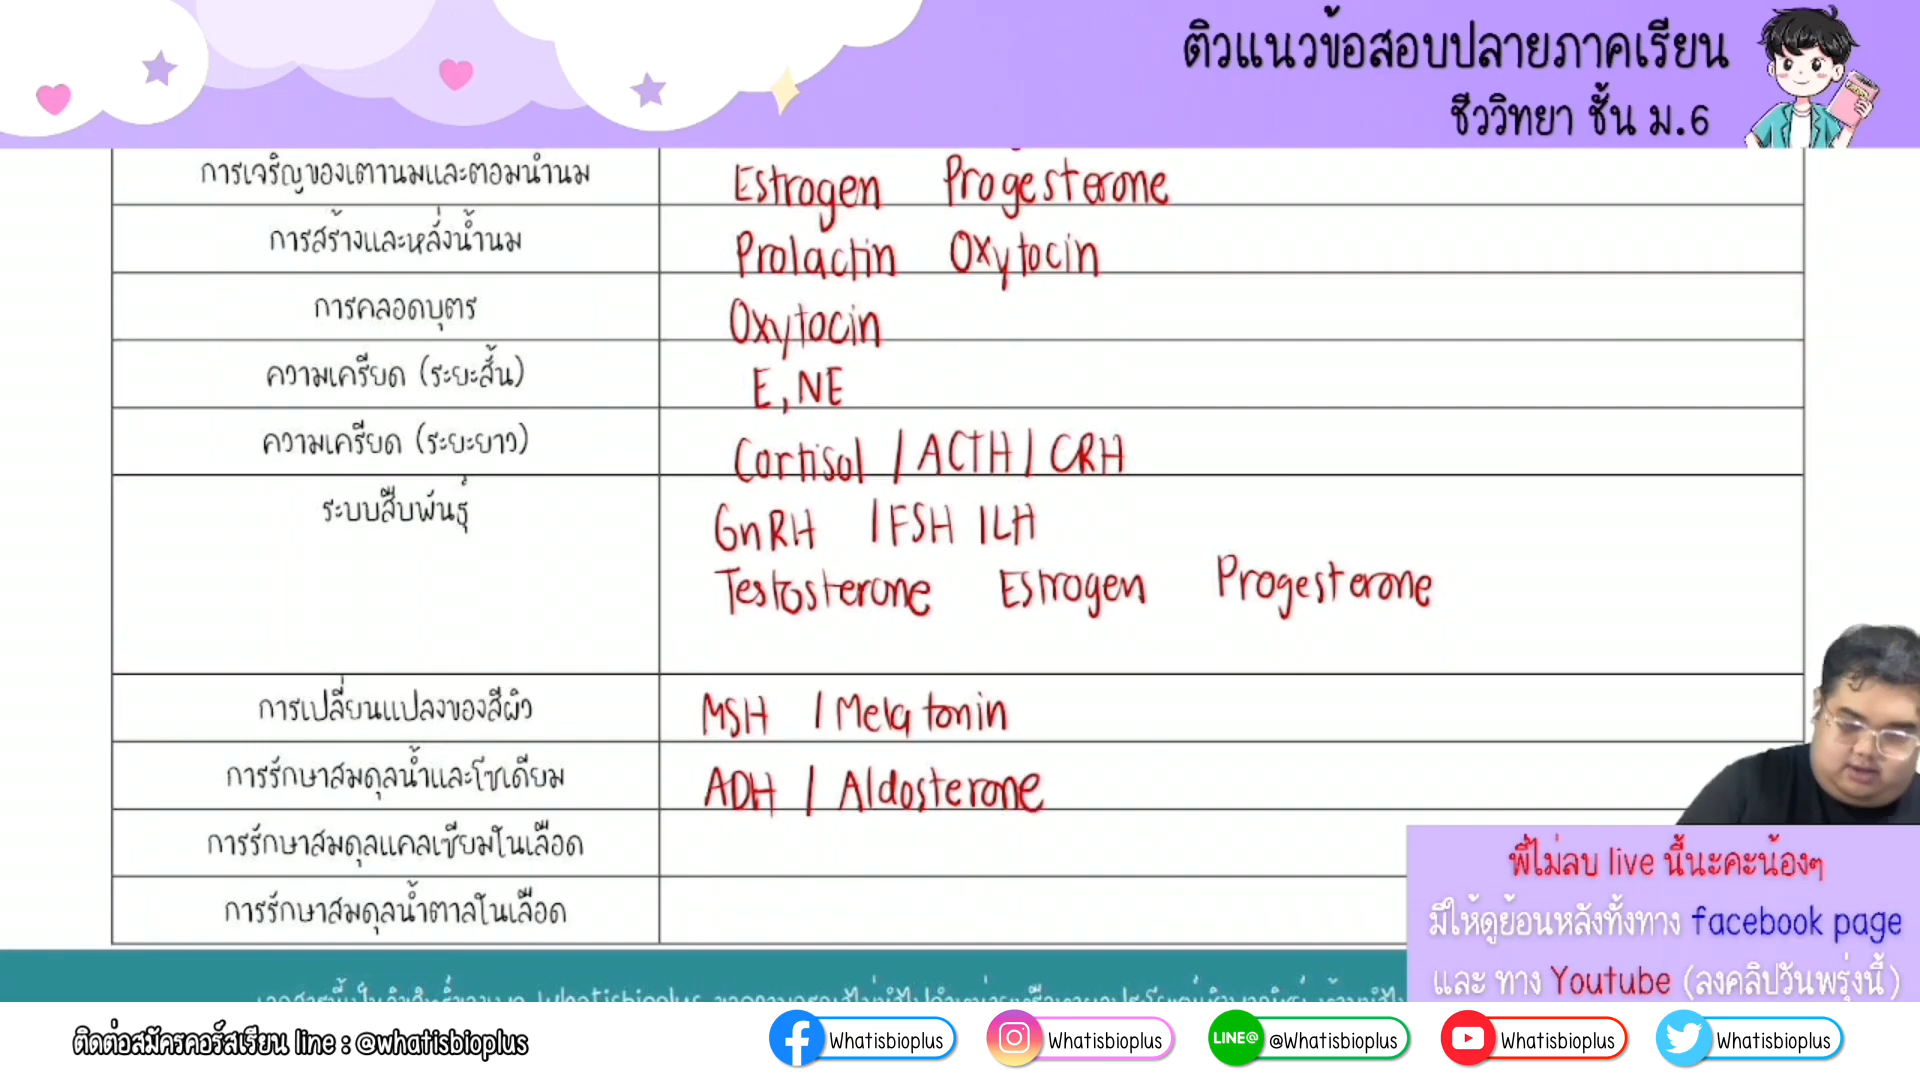 ติวแนวข้อสอบปลายภาคเรียน
ชีววิทยา ชั้น ม.6
การเจริญของเต้านมและต่อมน้ำนม
Estrogen Progesterone
การสร้างและหลั่งน้ำนม
Prolactin Oxytocin
การคลอดบุตร
Oxytocin
ความเครียด (ระยะสั้น)
E, NE
ความเครียด (ระยะยาว)
Cortisol / ACTH / CRH
ระบบสืบพันธุ์
GnRH / FSH / LH
Testosterone Estrogen Progesterone
การเปลี่ยนแปลงของสีผิว
MSH / Melatonin
การรักษาสมดุลน้ำและโซเดียม
ADH / Aldosterone
การรักษาสมดุลแคลเซียมในเลือด
การรักษาสมดุลน้ำตาลในเลือด
พี่ไม่ลบ live นี้นะคะน้องๆ
มีให้ดูย้อนหลังทั้งทาง facebook page
และ ทาง Youtube (ลงคลิปวันพรุ่งนี้)
ติดต่อสมัครคอร์สเรียน line : @whatisbioplus
Whatisbioplus
Whatisbioplus
LINE@ @Whatisbioplus
Whatisbioplus
Whatisbioplus